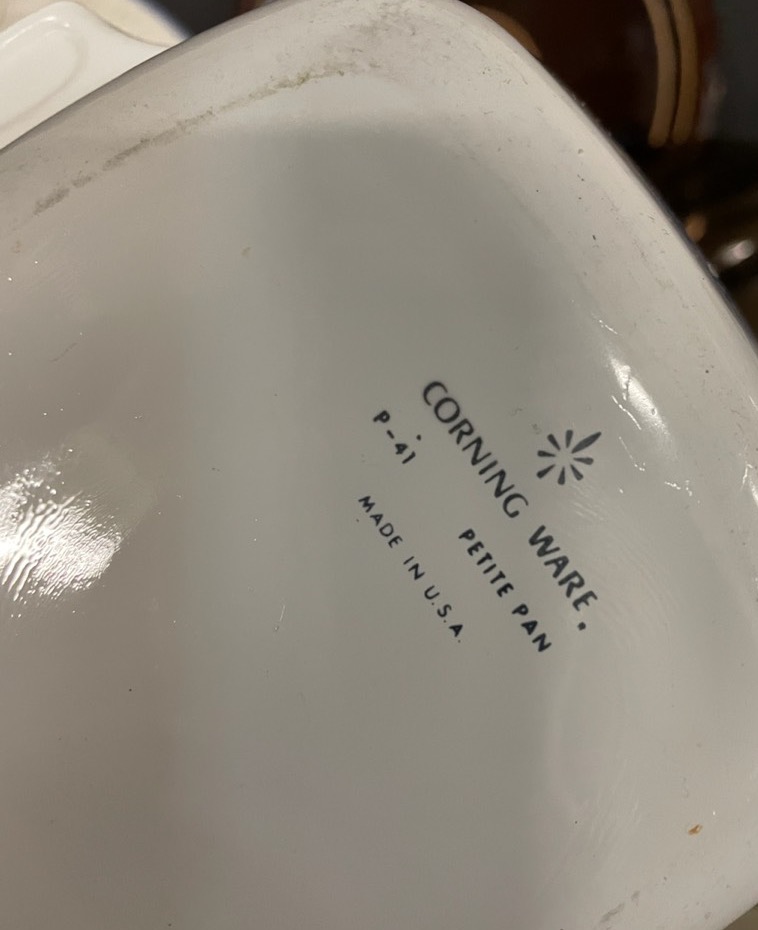 CORNING WARE.
PETITE PAN
P-41
MADE IN U.S.A.